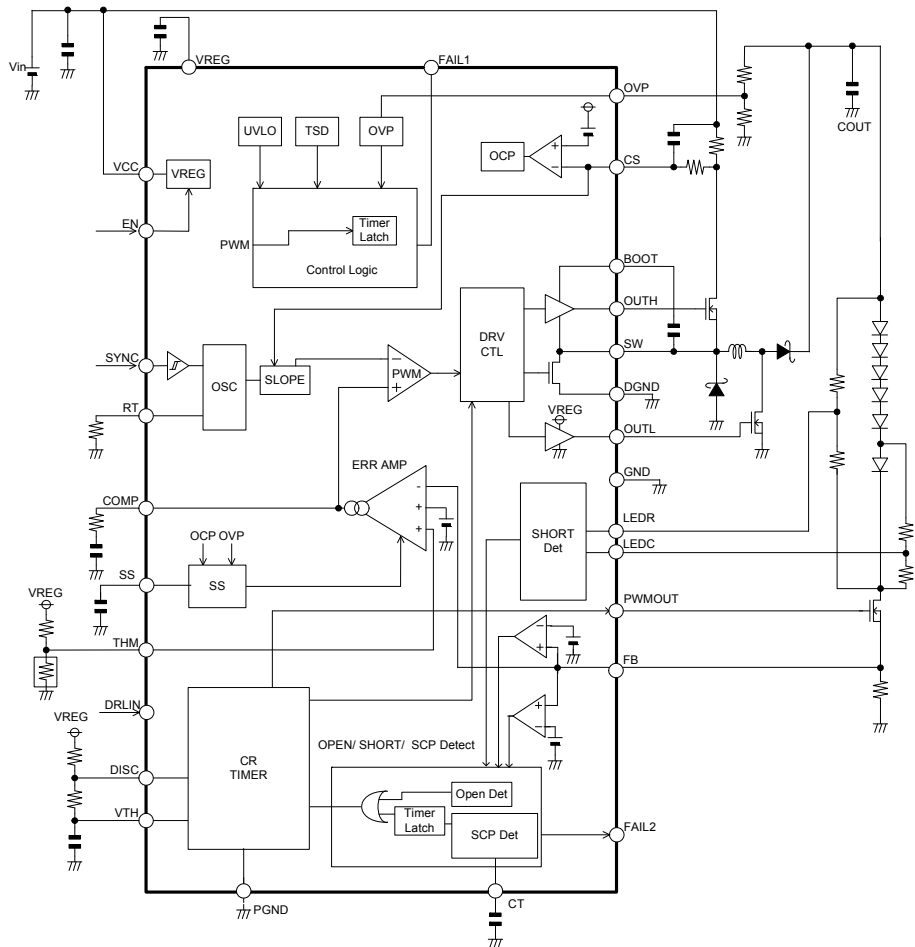 Vin
VREG
FAIL1
OVP
COUT
UVLO
TSD
OVP
OCP
+
−
CS
VCC
VREG
EN
PWM
Timer
Latch
Control Logic
BOOT
OUTH
DRV
CTL
SW
SYNC
OSC
SLOPE
−
PWM
+
DGND
RT
VREG
OUTL
GND
ERR AMP
COMP
-
+
+
SHORT
Det
LEDR
LEDC
OCP OVP
SS
SS
VREG
PWMOUT
THM
−
+
FB
DRLIN
VREG
+
−
CR
TIMER
OPEN/ SHORT/ SCP Detect
DISC
Open Det
VTH
Timer
Latch
SCP Det
FAIL2
PGND
CT